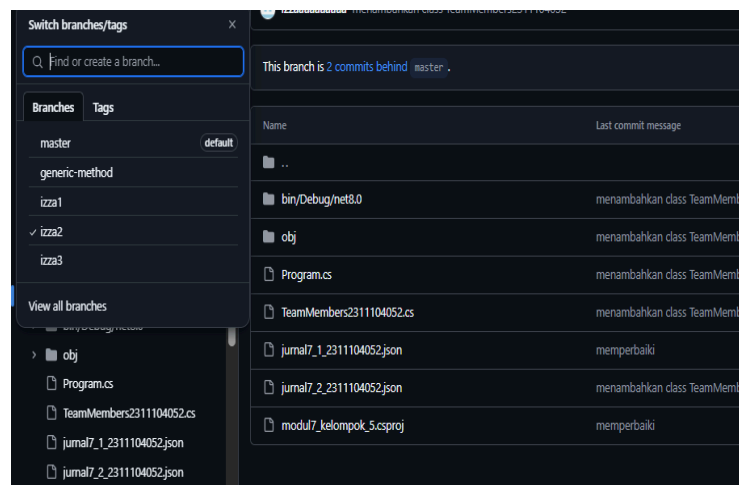 Switch branches/tags
Find or create a branch...
Branches Tags
master default
generic-method
izza1
izza2
izza3
View all branches
obj
Program.cs
TeamMembers2311104052.cs
jurnal7_1_2311104052.json
jurnal7_2_2311104052.json
This branch is 2 commits behind master .
Name Last commit message
..
bin/Debug/net8.0 menambahkan class TeamMemb
obj menambahkan class TeamMemb
Program.cs menambahkan class TeamMemb
TeamMembers2311104052.cs menambahkan class TeamMemb
jurnal7_1_2311104052.json memperbaiki
jurnal7_2_2311104052.json menambahkan class TeamMemb
modul7_kelompok_5.csproj memperbaiki